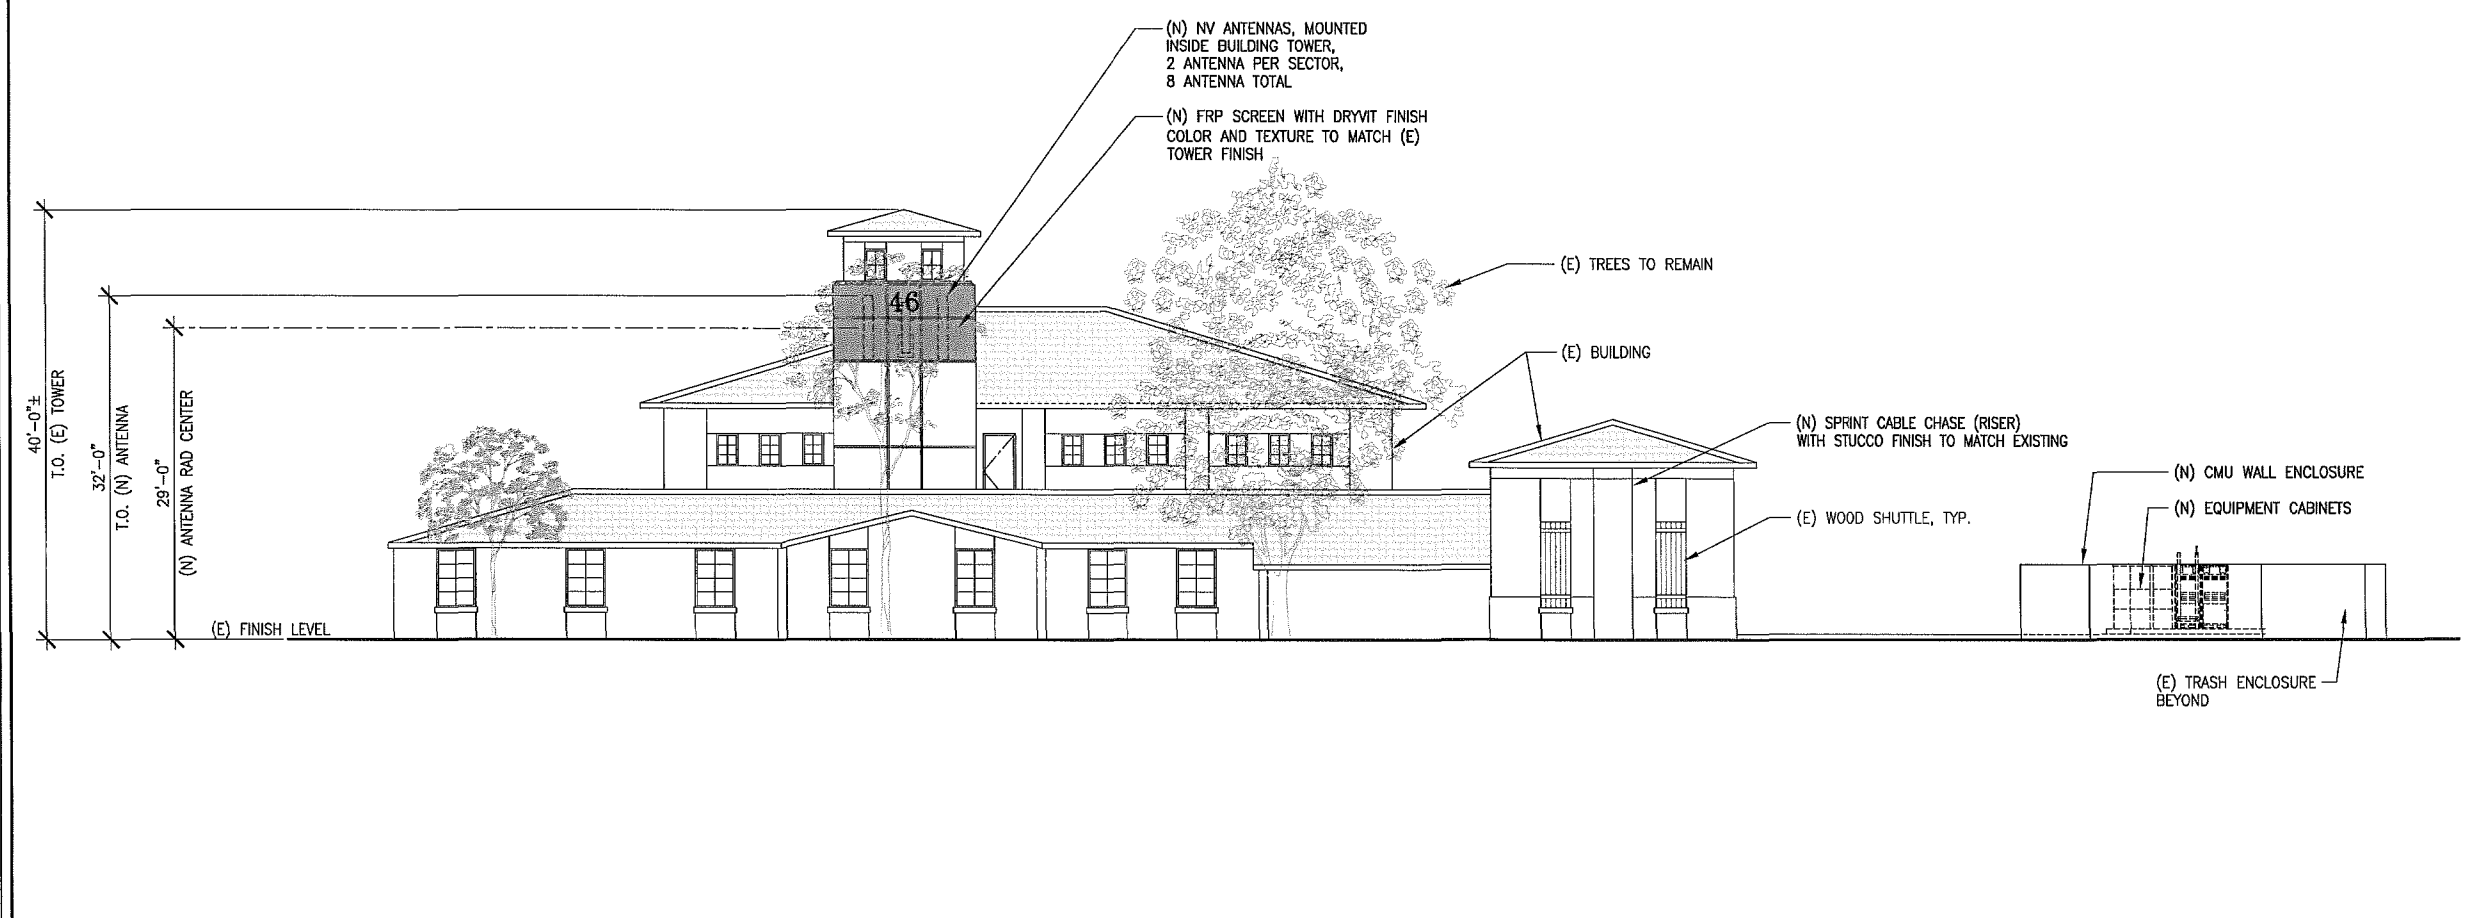 (N) NV ANTENNAS, MOUNTED
INSIDE BUILDING TOWER,
2 ANTENNA PER SECTOR,
8 ANTENNA TOTAL
(N) FRP SCREEN WITH DRYVIT FINISH
COLOR AND TEXTURE TO MATCH (E)
TOWER FINISH
(E) TREES TO REMAIN
46
(E) BUILDING
40'-0"±
T.O. (E) TOWER
32'-0"
T.O. (N) ANTENNA
29'-0"
(N) ANTENNA RAD CENTER
(N) SPRINT CABLE CHASE (RISER)
WITH STUCCO FINISH TO MATCH EXISTING
(N) CMU WALL ENCLOSURE
(N) EQUIPMENT CABINETS
(E) WOOD SHUTTLE, TYP.
(E) FINISH LEVEL
(E) TRASH ENCLOSURE
BEYOND